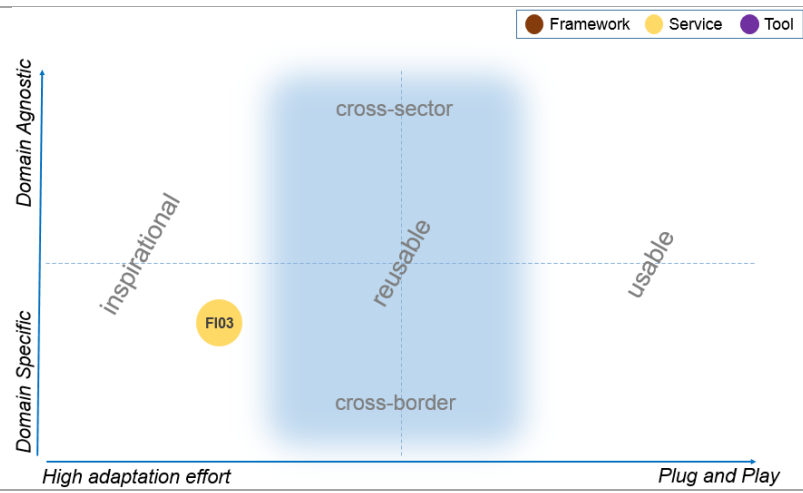 Framework Service Tool
Domain Agnostic
cross-sector
inspirational
reusable
usable
FI03
Domain Specific
cross-border
High adaptation effort
Plug and Play